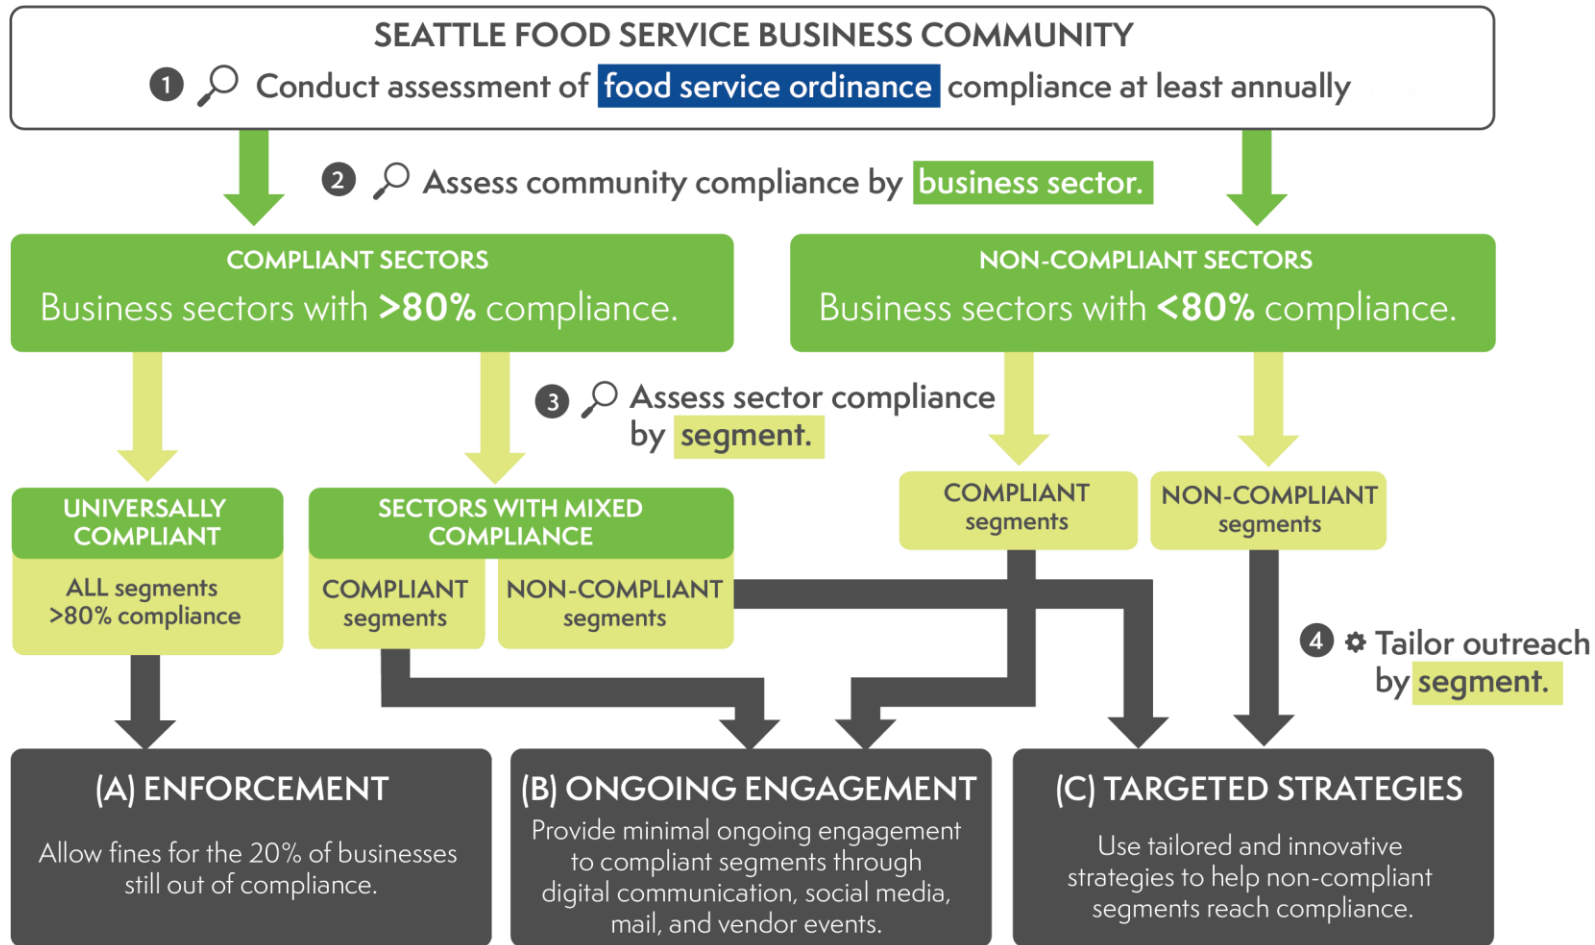 SEATTLE FOOD SERVICE BUSINESS COMMUNITY
1 Conduct assessment of food service ordinance compliance at least annually
2 Assess community compliance by business sector.
COMPLIANT SECTORS
Business sectors with >80% compliance.
NON-COMPLIANT SECTORS
Business sectors with <80% compliance.
3 Assess sector compliance
by segment.
UNIVERSALLY
COMPLIANT
ALL segments
>80% compliance
SECTORS WITH MIXED
COMPLIANCE
COMPLIANT
segments
NON-COMPLIANT
segments
COMPLIANT
segments
NON-COMPLIANT
segments
4 Tailor outreach
by segment.
(A) ENFORCEMENT
Allow fines for the 20% of businesses
still out of compliance.
(B) ONGOING ENGAGEMENT
Provide minimal ongoing engagement
to compliant segments through
digital communication, social media,
mail, and vendor events.
(C) TARGETED STRATEGIES
Use tailored and innovative
strategies to help non-compliant
segments reach compliance.